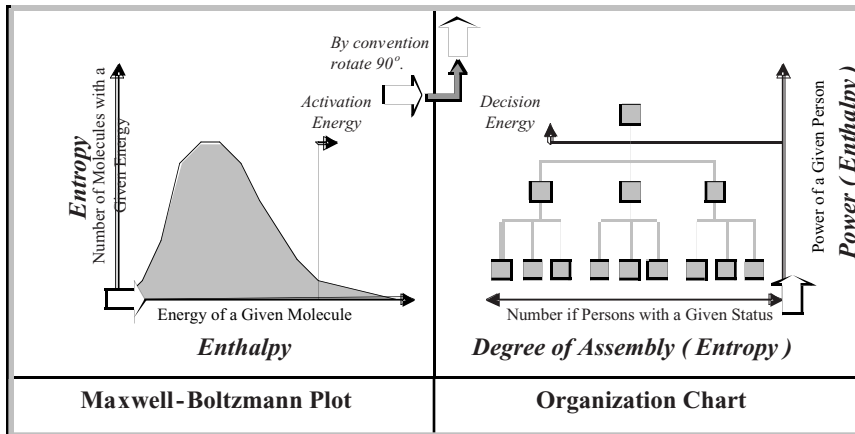 By convention
rotate 90°.
Activation
Energy
Entropy
Number of Molecules with a
Given Energy
Energy of a Given Molecule
Enthalpy
Decision
Energy
Power of a Given Person
Power ( Enthalpy )
Number if Persons with a Given Status
Degree of Assembly ( Entropy )
Maxwell-Boltzmann Plot
Organization Chart